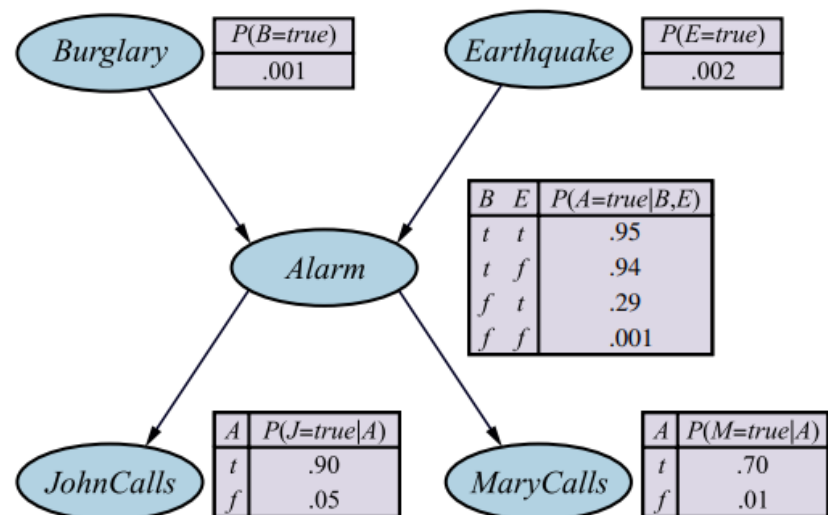 Burglary
P(B=true)
.001
Earthquake
P(E=true)
.002
B E P(A=true|B,E)
t t .95
t f .94
f t .29
f f .001
Alarm
JohnCalls
A P(J=true|A)
t .90
f .05
MaryCalls
A P(M=true|A)
t .70
f .01